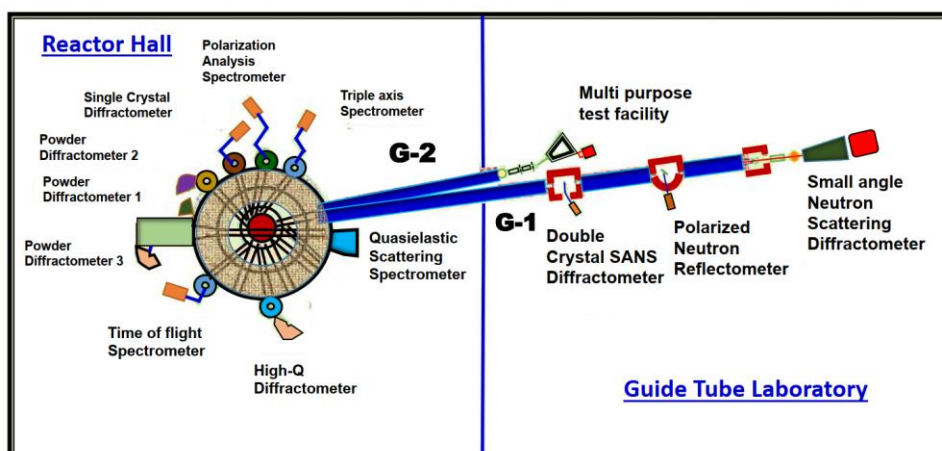 Reactor Hall
Polarization
Analysis
Spectrometer
Single Crystal
Diffractometer
Triple axis
Spectrometer
Powder
Diffractometer 2
Powder
Diffractometer 1
Powder
Diffractometer 3
Time of flight
Spectrometer
High-Q
Diffractometer
Quasielastic
Scattering
Spectrometer
G-2
G-1
Multi purpose
test facility
Double
Crystal SANS
Diffractometer
Polarized
Neutron
Reflectometer
Small angle
Neutron
Scattering
Diffractometer
Guide Tube Laboratory